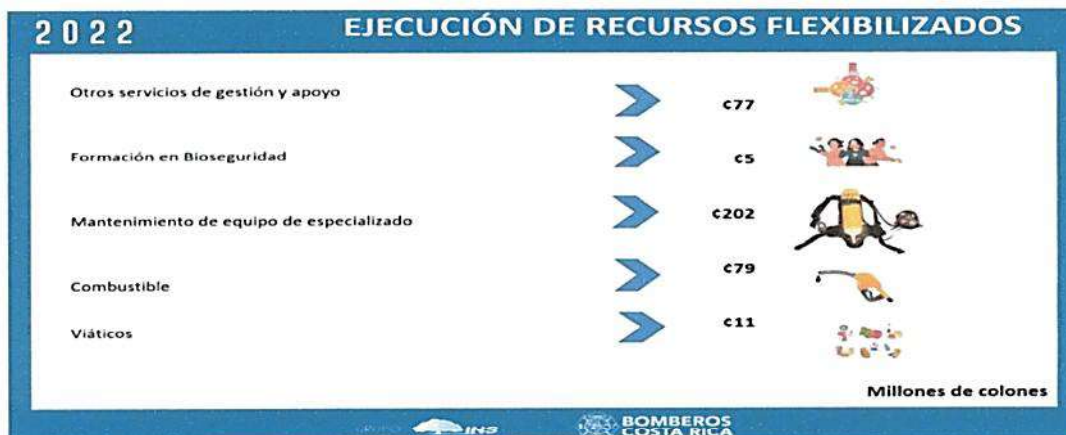 2022 EJECUCIÓN DE RECURSOS FLEXIBILIZADOS
Otros servicios de gestión y apoyo ¢77
Formación en Bioseguridad ¢5
Mantenimiento de equipo de especializado ¢202
Combustible ¢79
Viáticos ¢11
Millones de colones
GRUPO INS BOMBEROS
COSTA RICA